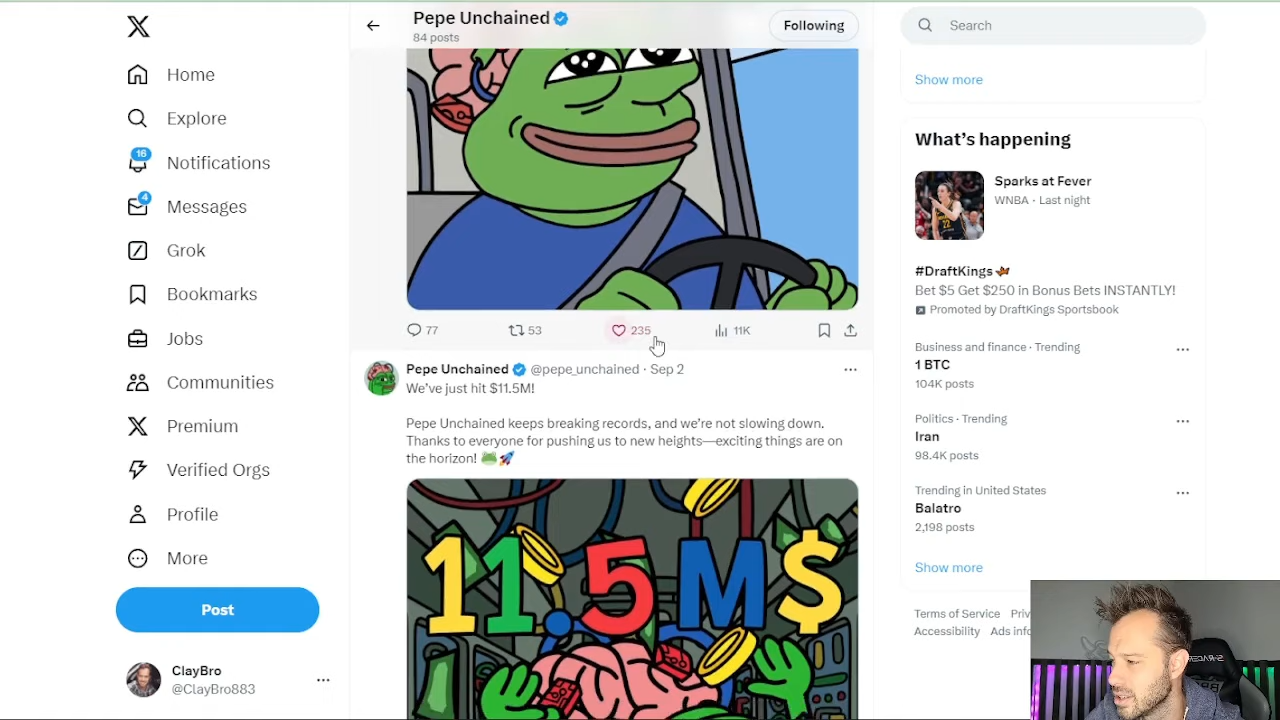 Home
Explore
16
Notifications
4
Messages
Grok
Bookmarks
Jobs
Communities
Premium
Verified Orgs
Profile
More
Post
ClayBro
@ClayBro883
Pepe Unchained
84 posts
Following
77
53
235
11K
Pepe Unchained @pepe_unchained · Sep 2
We've just hit $11.5M!
Pepe Unchained keeps breaking records, and we're not slowing down.
Thanks to everyone for pushing us to new heights—exciting things are on
the horizon! 🐸🚀
11.5 M$
Search
Show more
What's happening
Sparks at Fever
WNBA · Last night
#DraftKings
Bet $5 Get $250 in Bonus Bets INSTANTLY!
Promoted by DraftKings Sportsbook
Business and finance · Trending
1 BTC
104K posts
Politics · Trending
Iran
98.4K posts
Trending in United States
Balatro
2,198 posts
Show more
Terms of Service
Accessibility